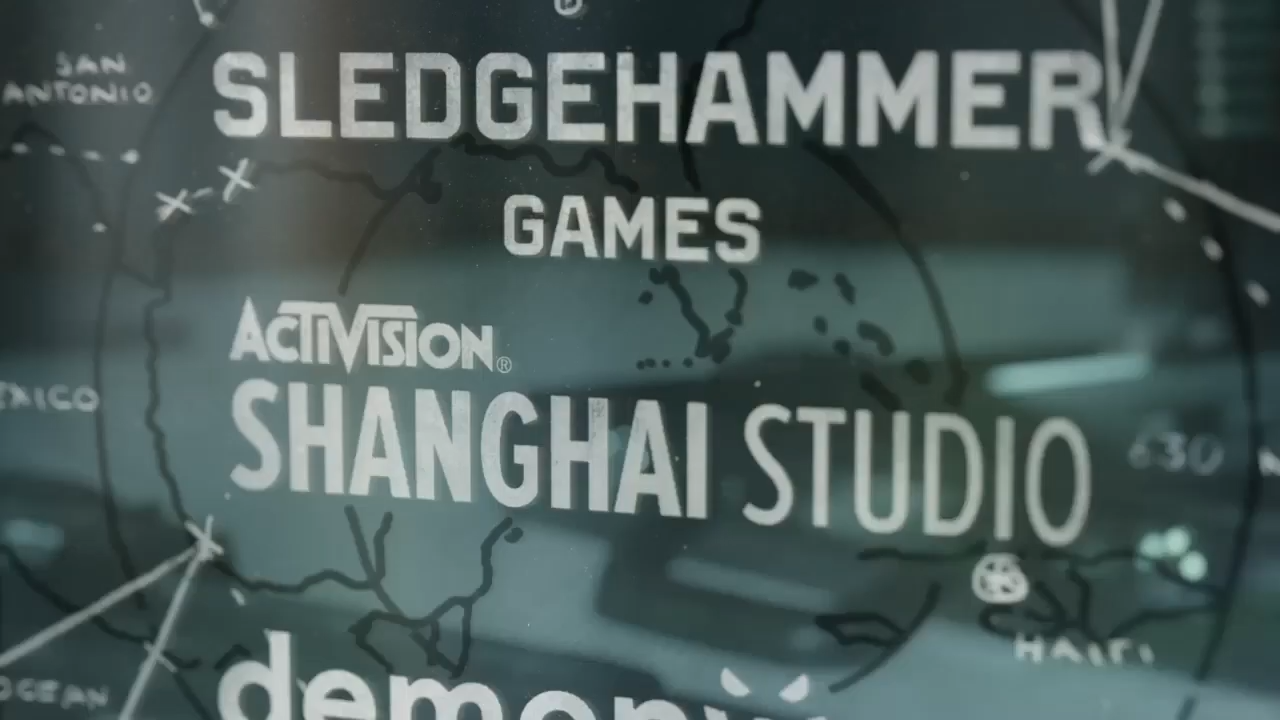 SAN
ANTONIO
SLEDGEHAMMER
GAMES
ACTIVISION®
SHANGHAI STUDIO
630
HAITI
OCEAN